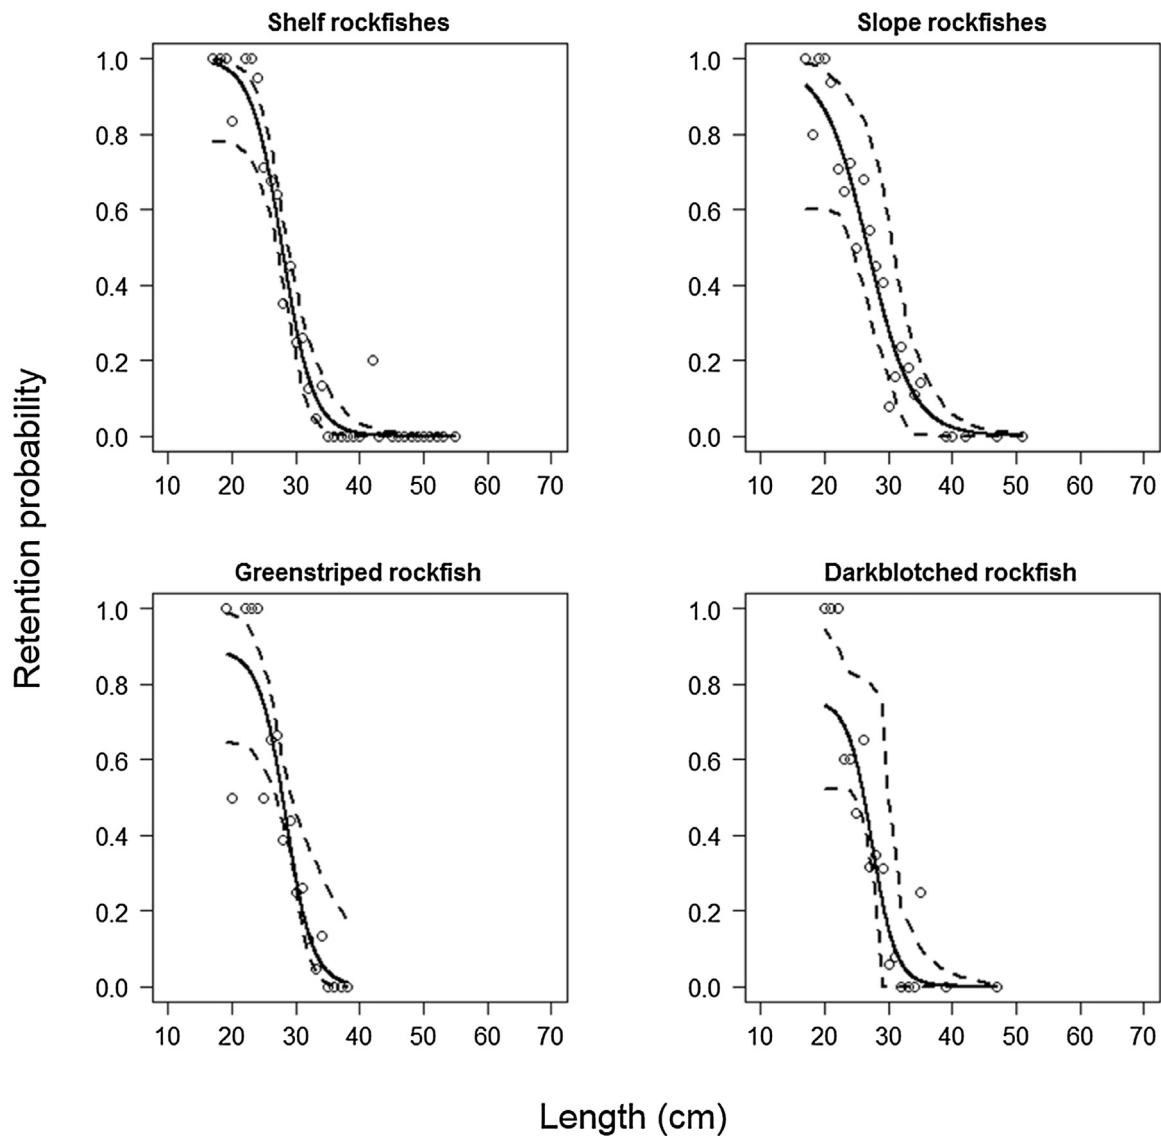 Shelf rockfishes
Slope rockfishes
1.0
0.8
0.6
0.4
0.2
0.0
10 20 30 40 50 60 70
1.0
0.8
0.6
0.4
0.2
0.0
10 20 30 40 50 60 70
Retention probability
Greenstriped rockfish
Darkblotched rockfish
1.0
0.8
0.6
0.4
0.2
0.0
10 20 30 40 50 60 70
1.0
0.8
0.6
0.4
0.2
0.0
10 20 30 40 50 60 70
Length (cm)